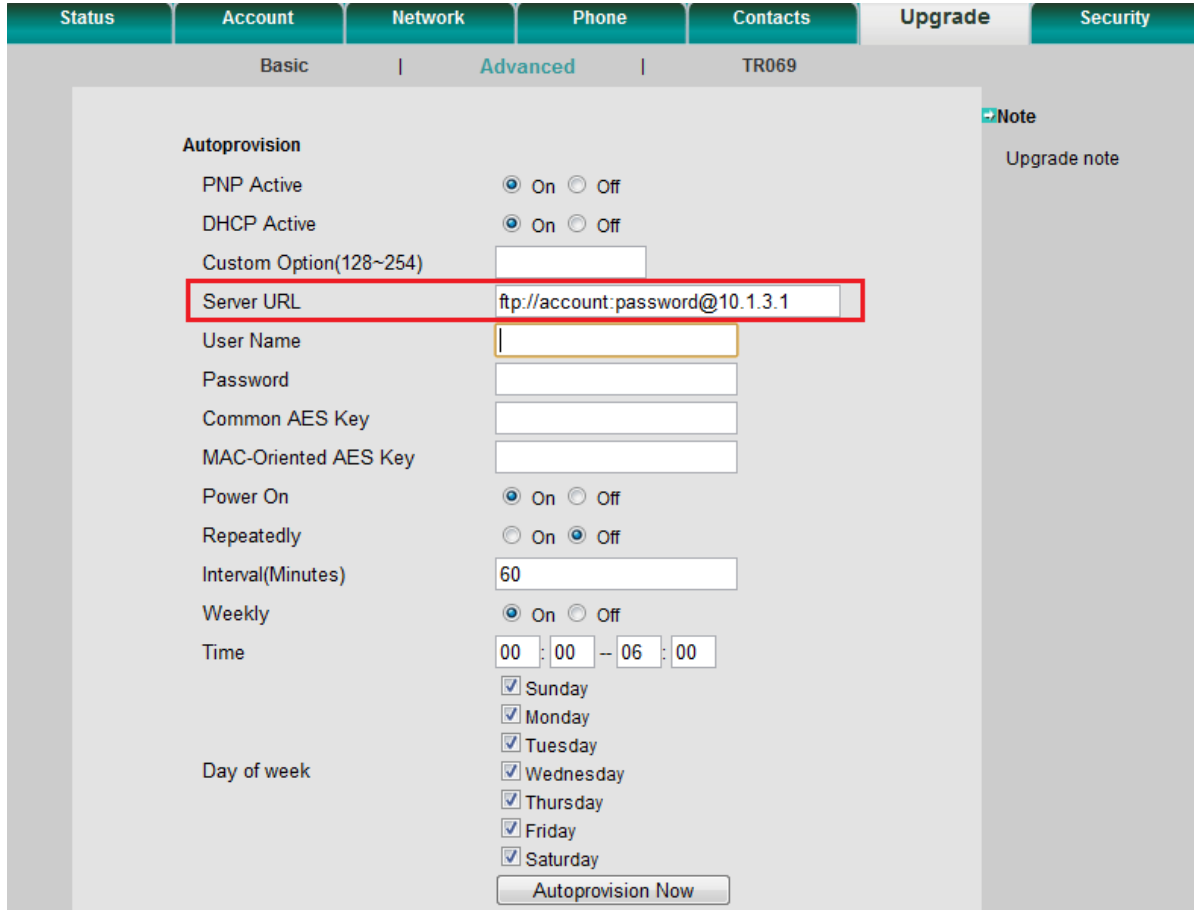 Status Account Network Phone Contacts Upgrade Security
Basic | Advanced | TR069
Note
Upgrade note
Autoprovision
PNP Active On Off
DHCP Active On Off
Custom Option(128~254)
Server URL ftp://account:password@10.1.3.1
User Name
Password
Common AES Key
MAC-Oriented AES Key
Power On On Off
Repeatedly On Off
Interval(Minutes) 60
Weekly On Off
Time 00 : 00 -- 06 : 00
Sunday
Monday
Tuesday
Day of week Wednesday
Thursday
Friday
Saturday
Autoprovision Now